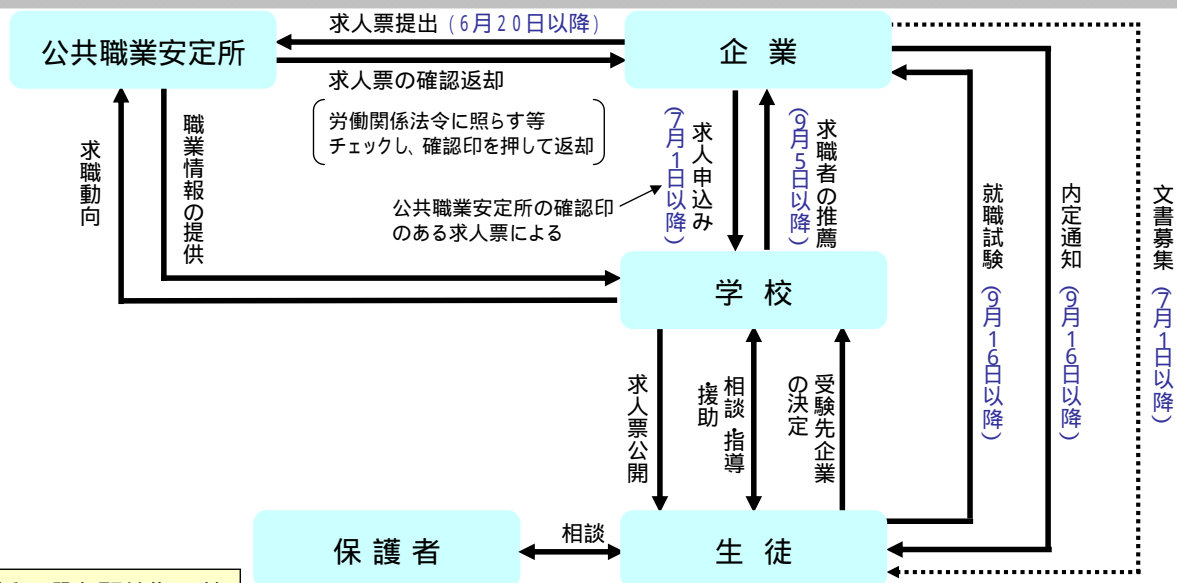 求人票提出（6月20日以降）
公共職業安定所
企業
求人票の確認返却
労働関係法令に照らす等
チェックし、確認印を押して返却
求職動向
職業情報の提供
公共職業安定所の確認印
のある求人票による
求人申込み
（7月1日以降）
求職者の推薦
（9月5日以降）
就職試験（9月16日以降）
内定通知（9月16日以降）
文書募集（7月1日以降）
学校
求人票公開
相談・指導
・援助
受験先企業
の決定
保護者
相談
生徒